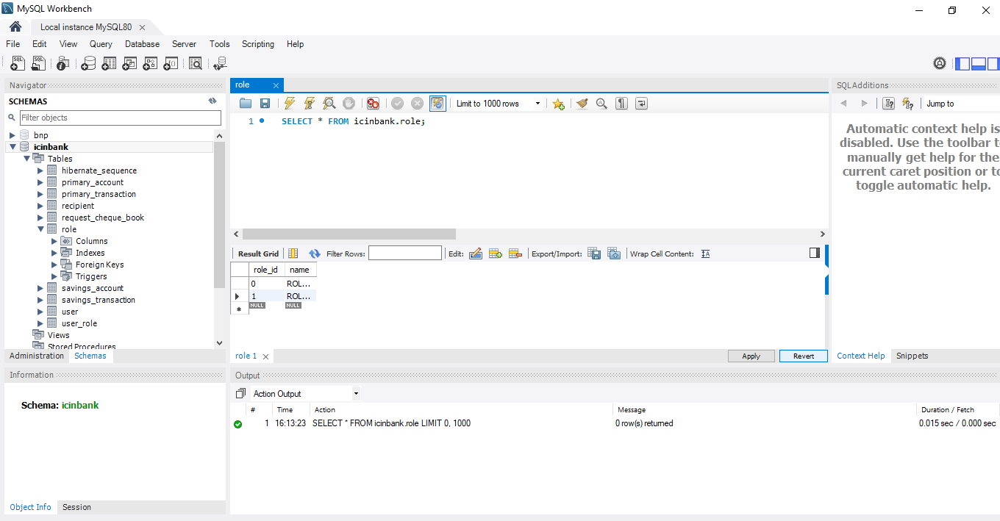 MySQL Workbench
Local instance MySQL80
File Edit View Query Database Server Tools Scripting Help
Navigator
SCHEMAS
Filter objects
bnp
icinbank
Tables
hibernate_sequence
primary_account
primary_transaction
recipient
request_cheque_book
role
Columns
Indexes
Foreign Keys
Triggers
savings_account
savings_transaction
user
user_role
Views
Stored Procedures
Administration Schemas
Information
Schema: icinbank
Object Info Session
role
Limit to 1000 rows
1 SELECT * FROM icinbank.role;
Result Grid Filter Rows: Edit: Export/Import: Wrap Cell Content:
role_id name
0 ROL...
1 ROL...
NULL NULL
role 1
Apply Revert
Output
Action Output
# Time Action Message Duration / Fetch
1 16:13:23 SELECT * FROM icinbank.role LIMIT 0, 1000 0 row(s) returned 0.015 sec / 0.000 sec
SQLAdditions
Jump to
Automatic context help is
disabled. Use the toolbar t
manually get help for the
current caret position or to
toggle automatic help.
Context Help Snippets